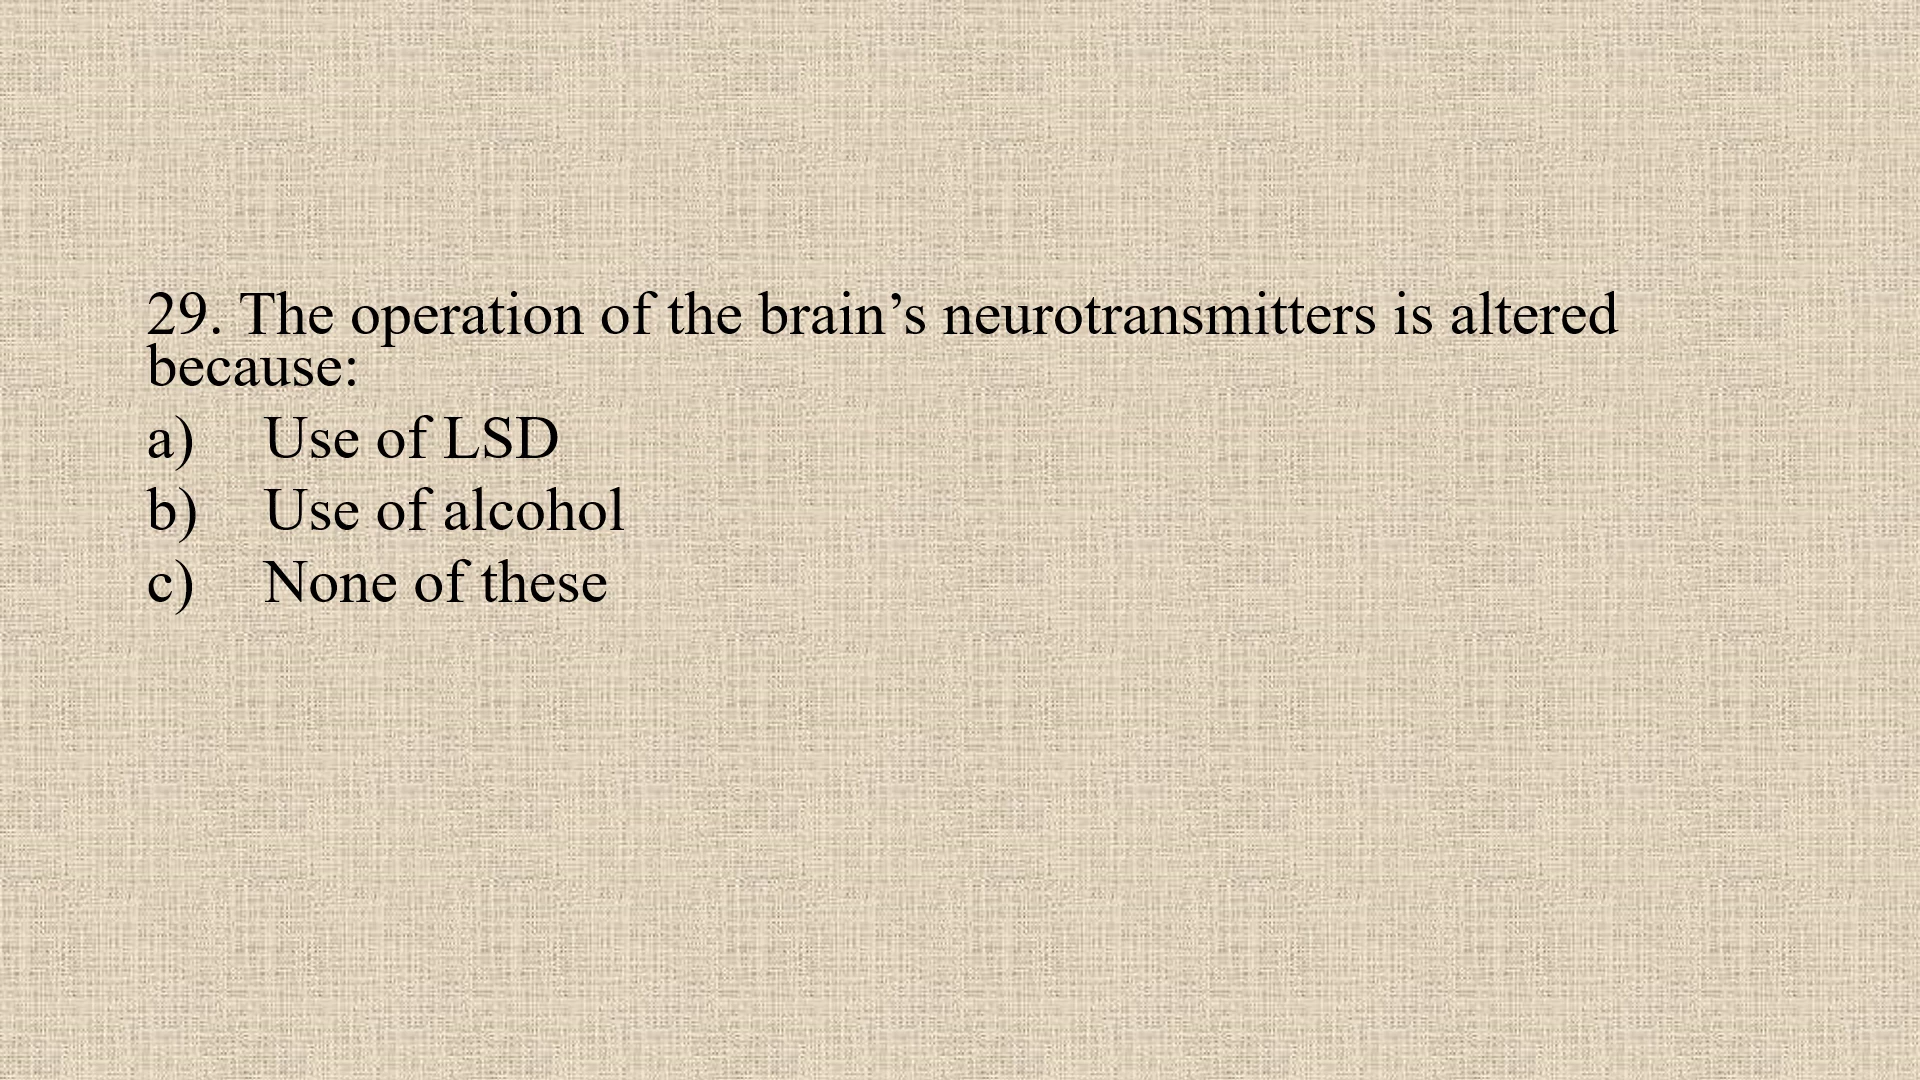 29. The operation of the brain’s neurotransmitters is altered
because:
a) Use of LSD
b) Use of alcohol
c) None of these